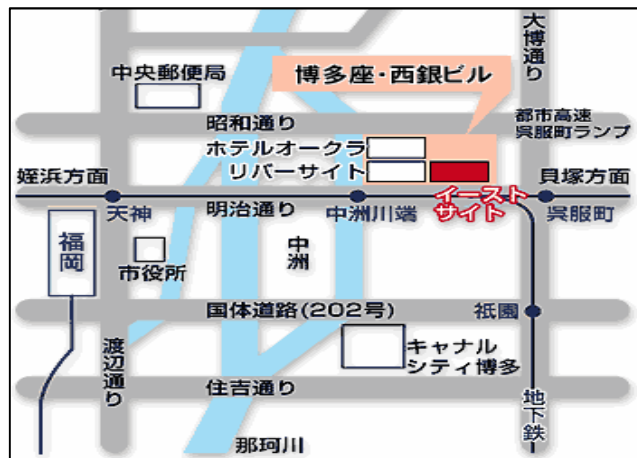 大博通り
中央郵便局
博多座・西銀ビル
都市高速
呉服町ランプ
昭和通り
ホテルオークラ
リバーサイト
姪浜方面
貝塚方面
イースト
サイト
天神
明治通り
中洲川端
呉服町
福岡
市役所
中洲
国体道路(202号)
祇園
渡辺通り
キャナル
シティ博多
住吉通り
地下鉄
那珂川